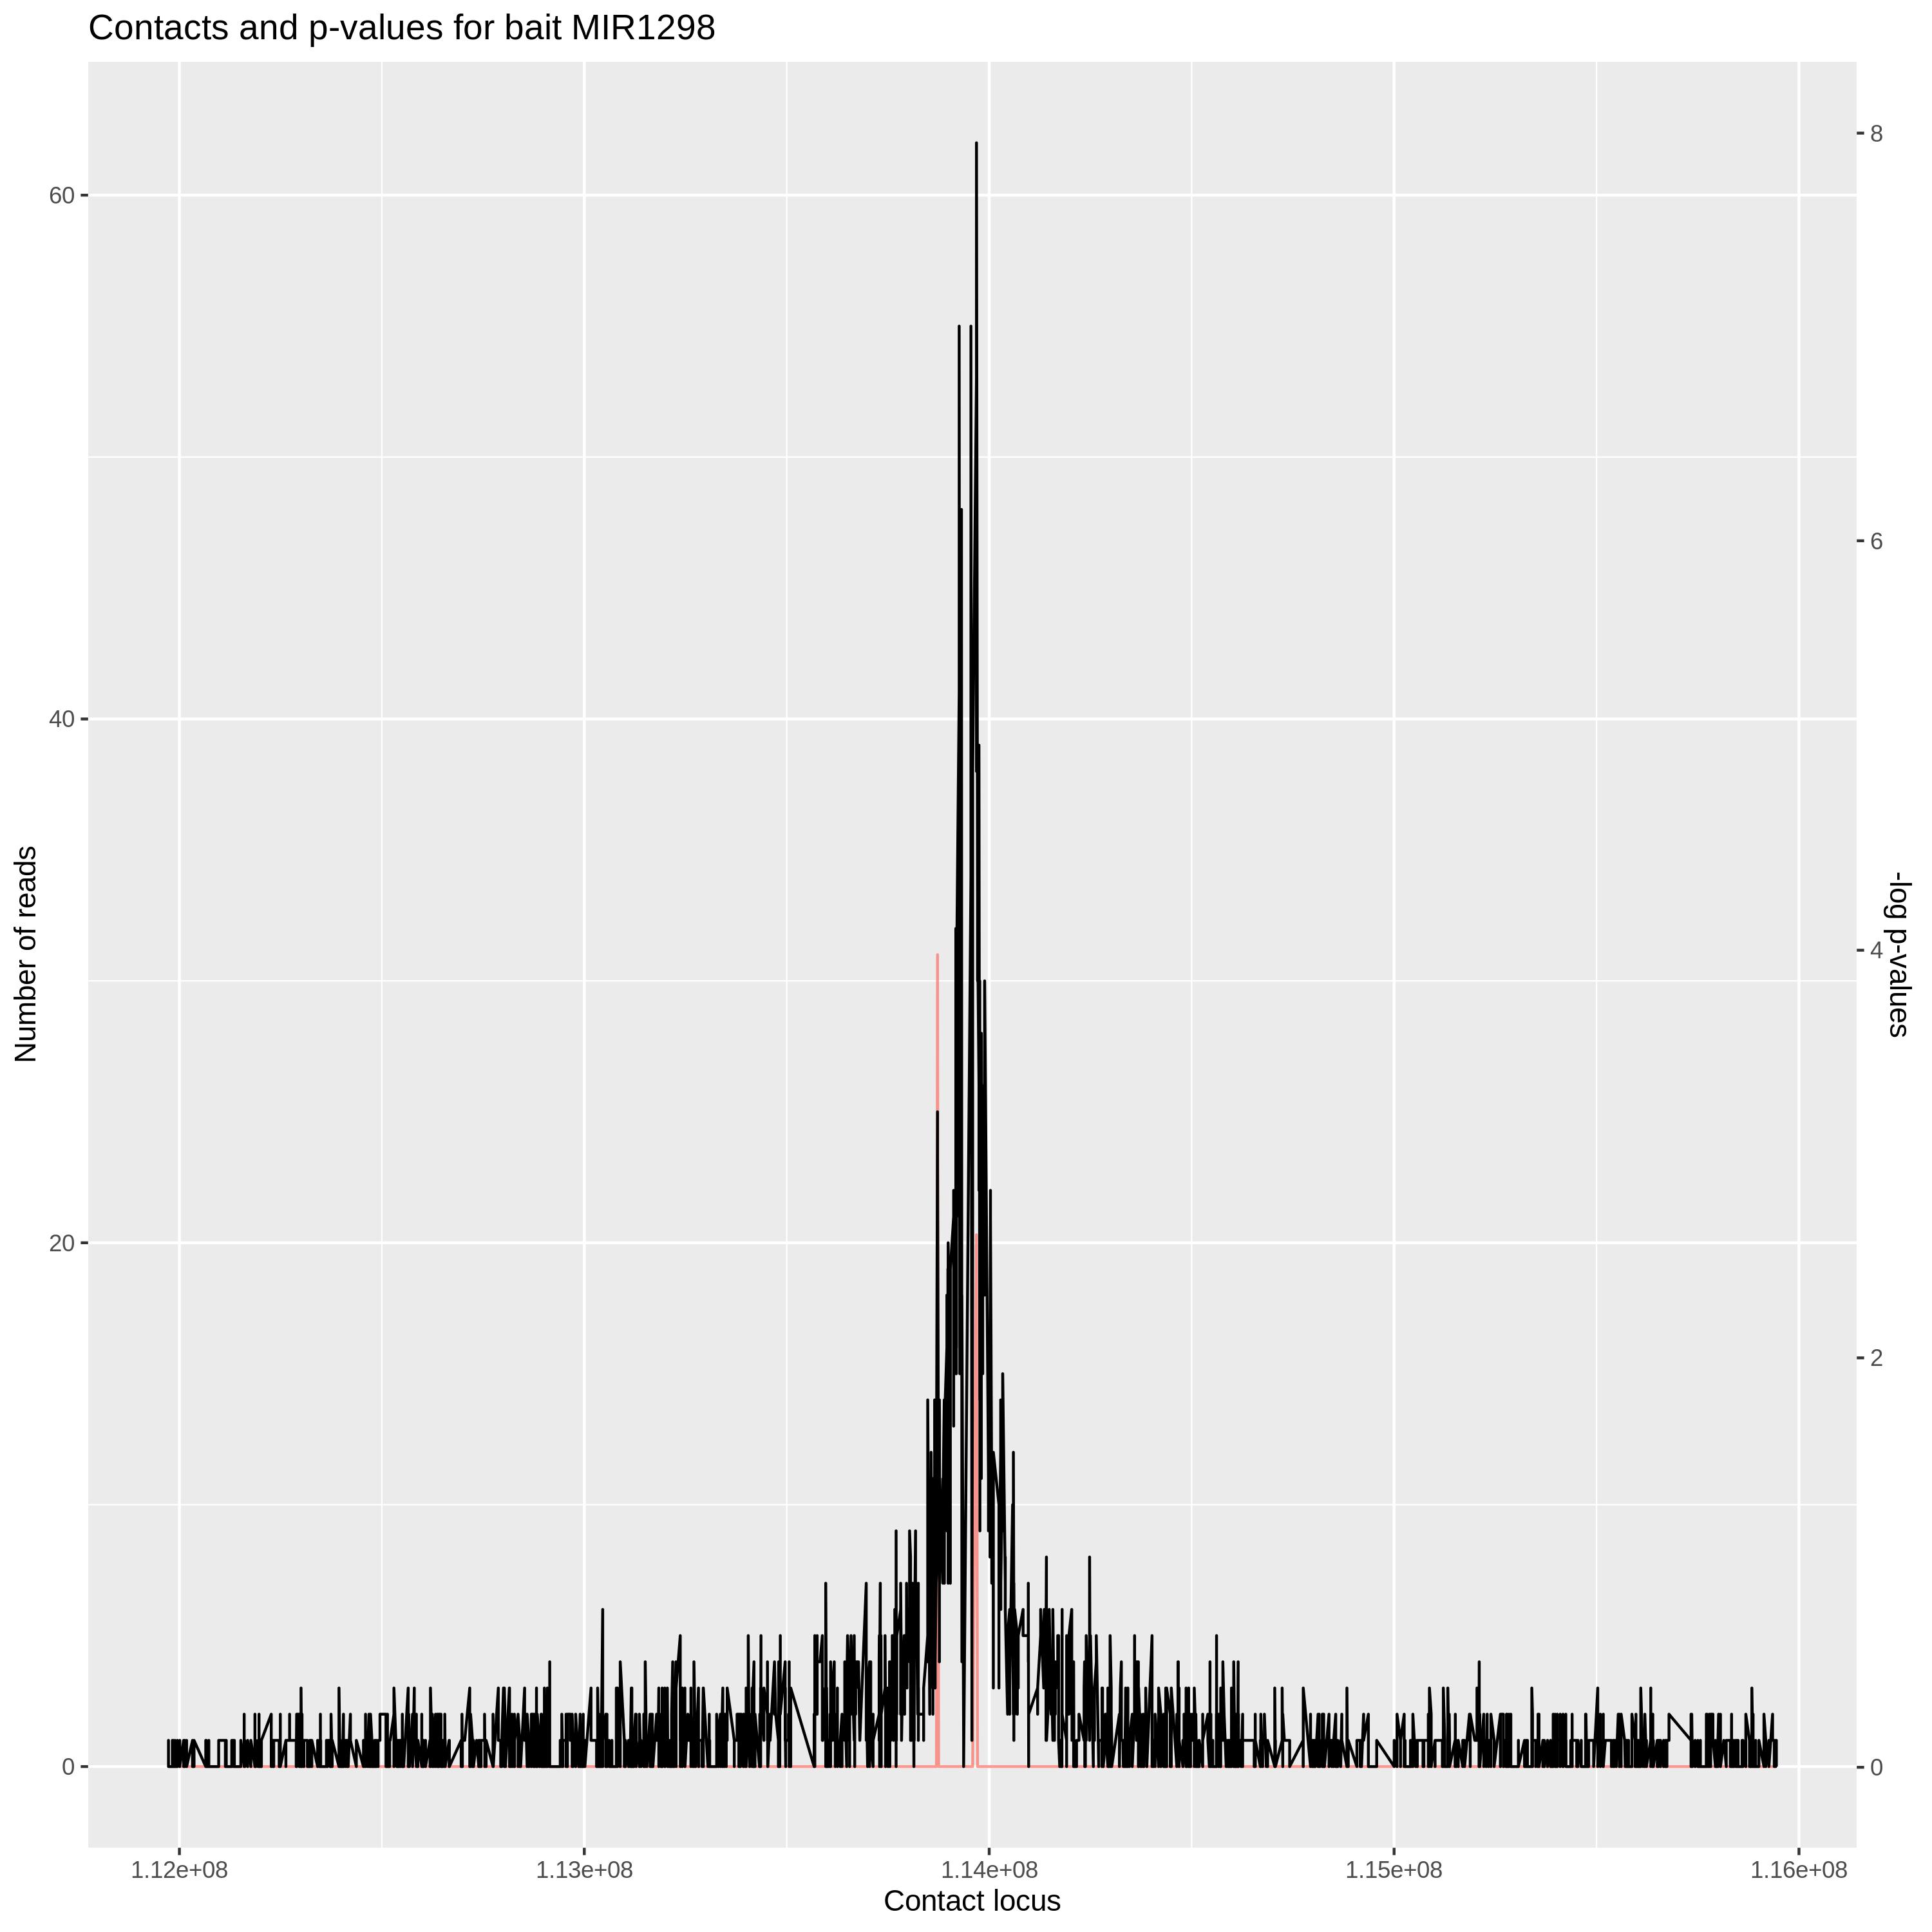 Contacts and p-values for bait MIR1298
60
40
20
0
8
6
4
2
0
Number of reads
-log p-values
1.12e+08
1.13e+08
1.14e+08
1.15e+08
1.16e+08
Contact locus